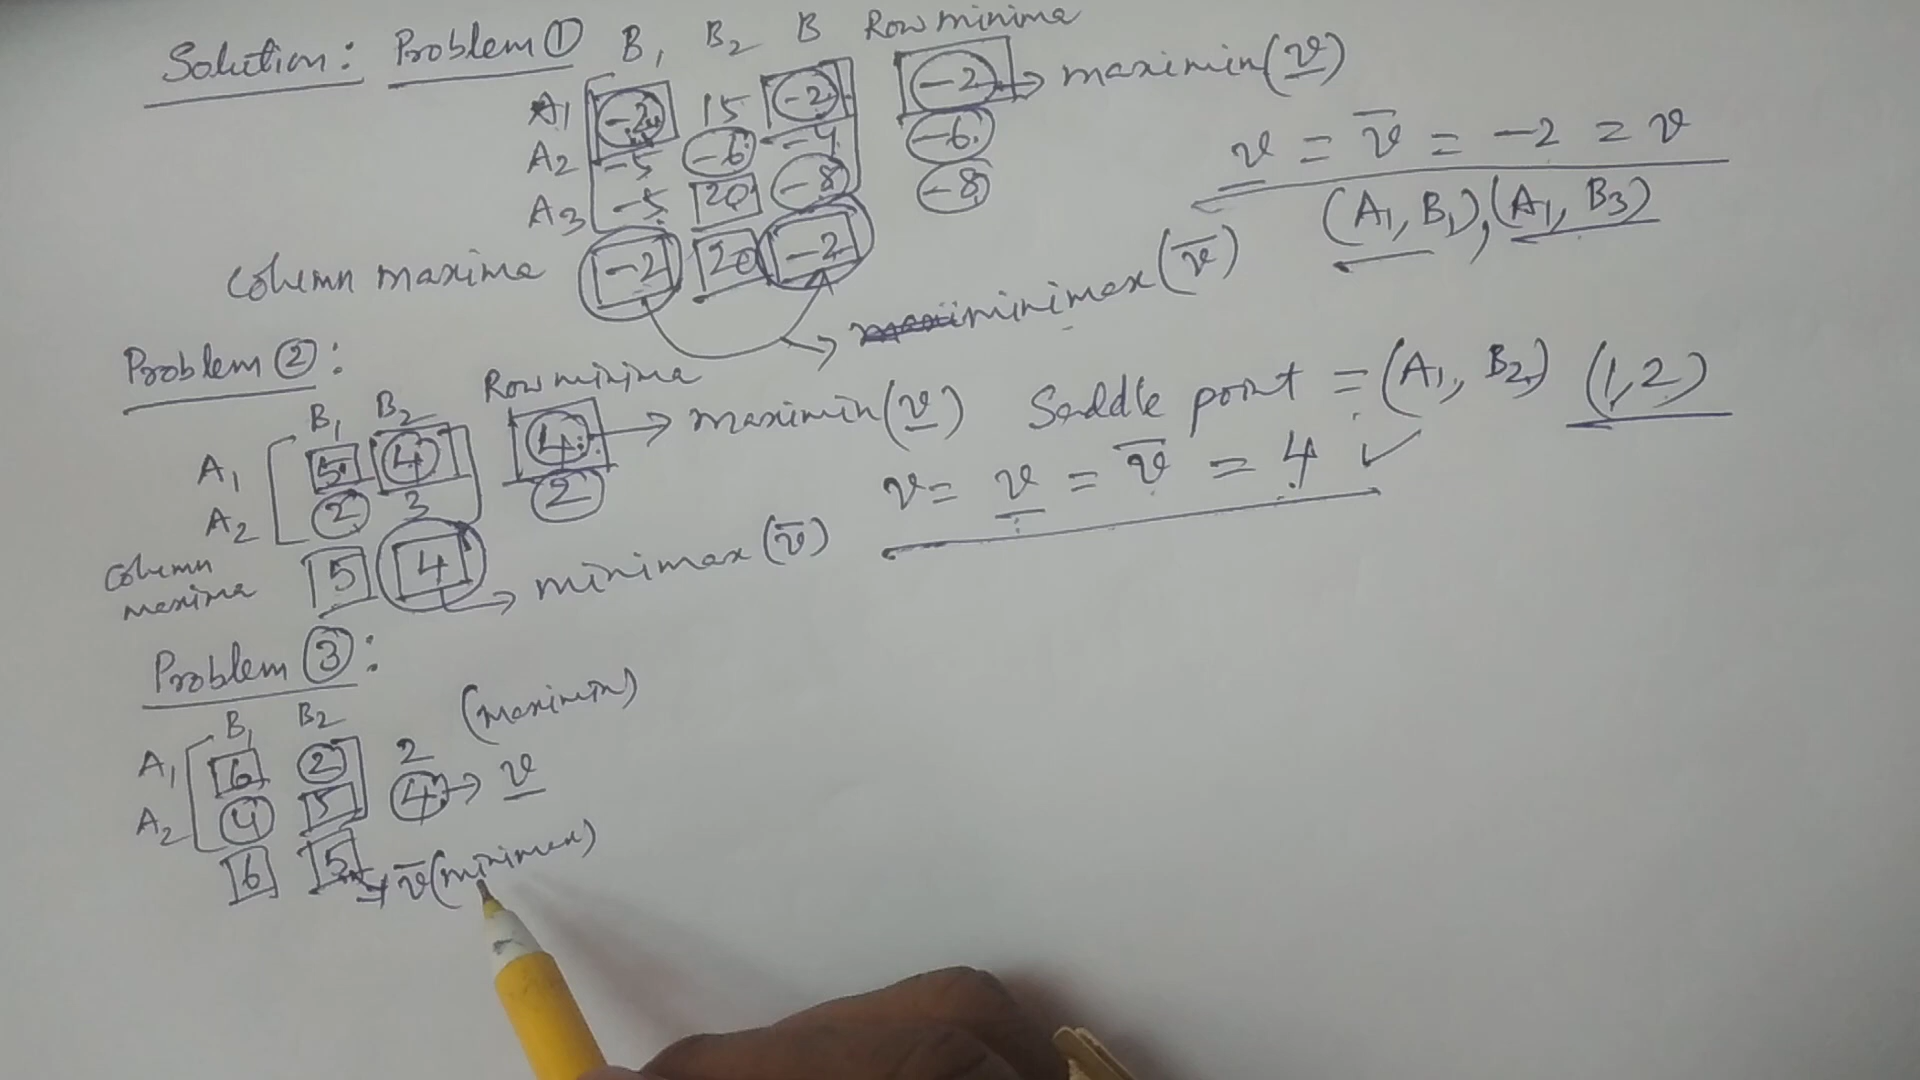 Solution: Problem ① B1 B2 B Row minima
A1 -2 15 -2 -2 → maximin(v)
A2 -5 -6 -4 -6
A3 -5 20 -8 -8
v = v̅ = -2 = v
(A1, B1), (A1, B3)
Column maxima -2 20 -2
minimax(v̅)
Problem ②:
B1 B2 Row minima
A1 5 4 4 → maximin(v) Saddle point = (A1, B2) (1,2)
A2 2 3 2 v = v = v̅ = 4 ✓
Column maxima 5 4 → minimax(v̅)
Problem ③:
B1 B2 (maximin)
A1 6 2 2
A2 4 5 4 → v
6 5 → v̅(minimax)